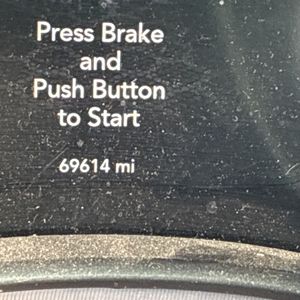 Press Brake
and
Push Button
to Start
69614 mi